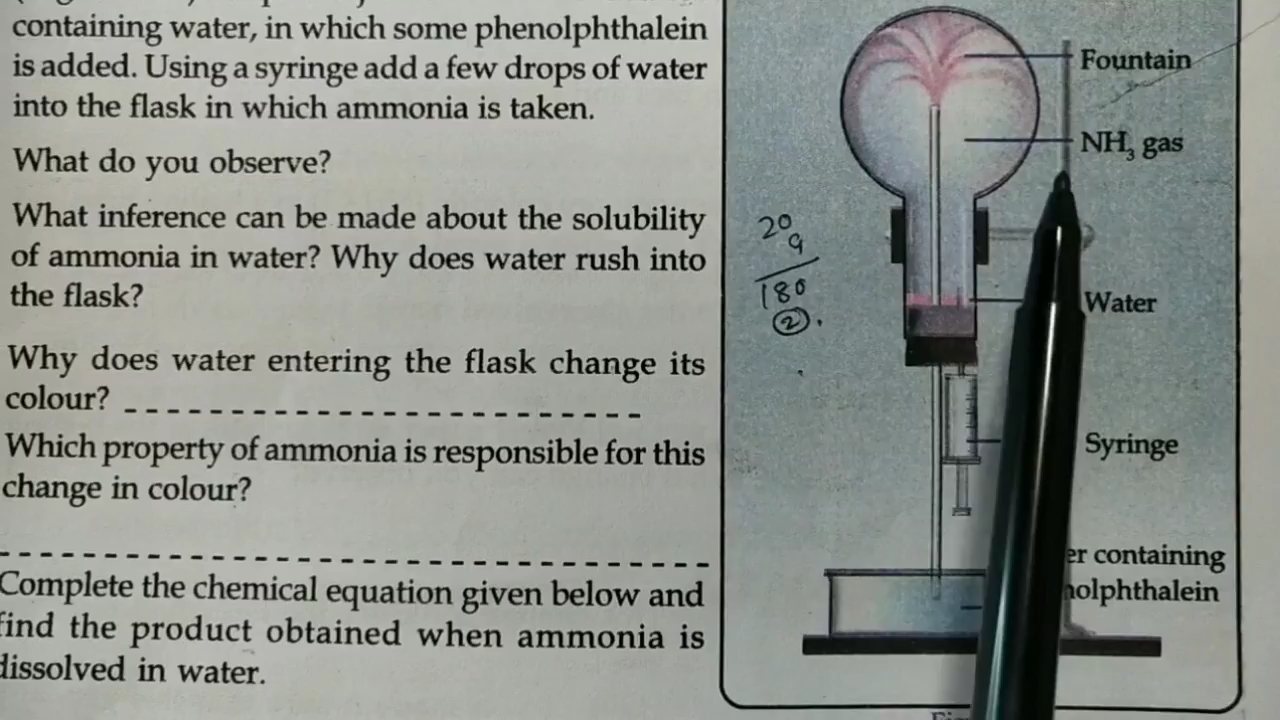 containing water, in which some phenolphthalein
is added. Using a syringe add a few drops of water
into the flask in which ammonia is taken.
What do you observe?
What inference can be made about the solubility
of ammonia in water? Why does water rush into
the flask?
Why does water entering the flask change its
colour?
Which property of ammonia is responsible for this
change in colour?
Complete the chemical equation given below and
find the product obtained when ammonia is
dissolved in water.
Fountain
NH₃ gas
20
9
180
2
Water
Syringe
er containing
nolphthalein